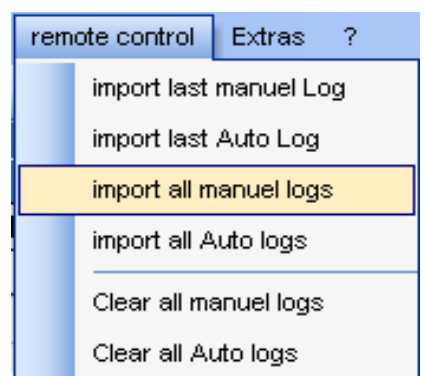 remote control Extras ?
import last manuel Log
import last Auto Log
import all manuel logs
import all Auto logs
Clear all manuel logs
Clear all Auto logs